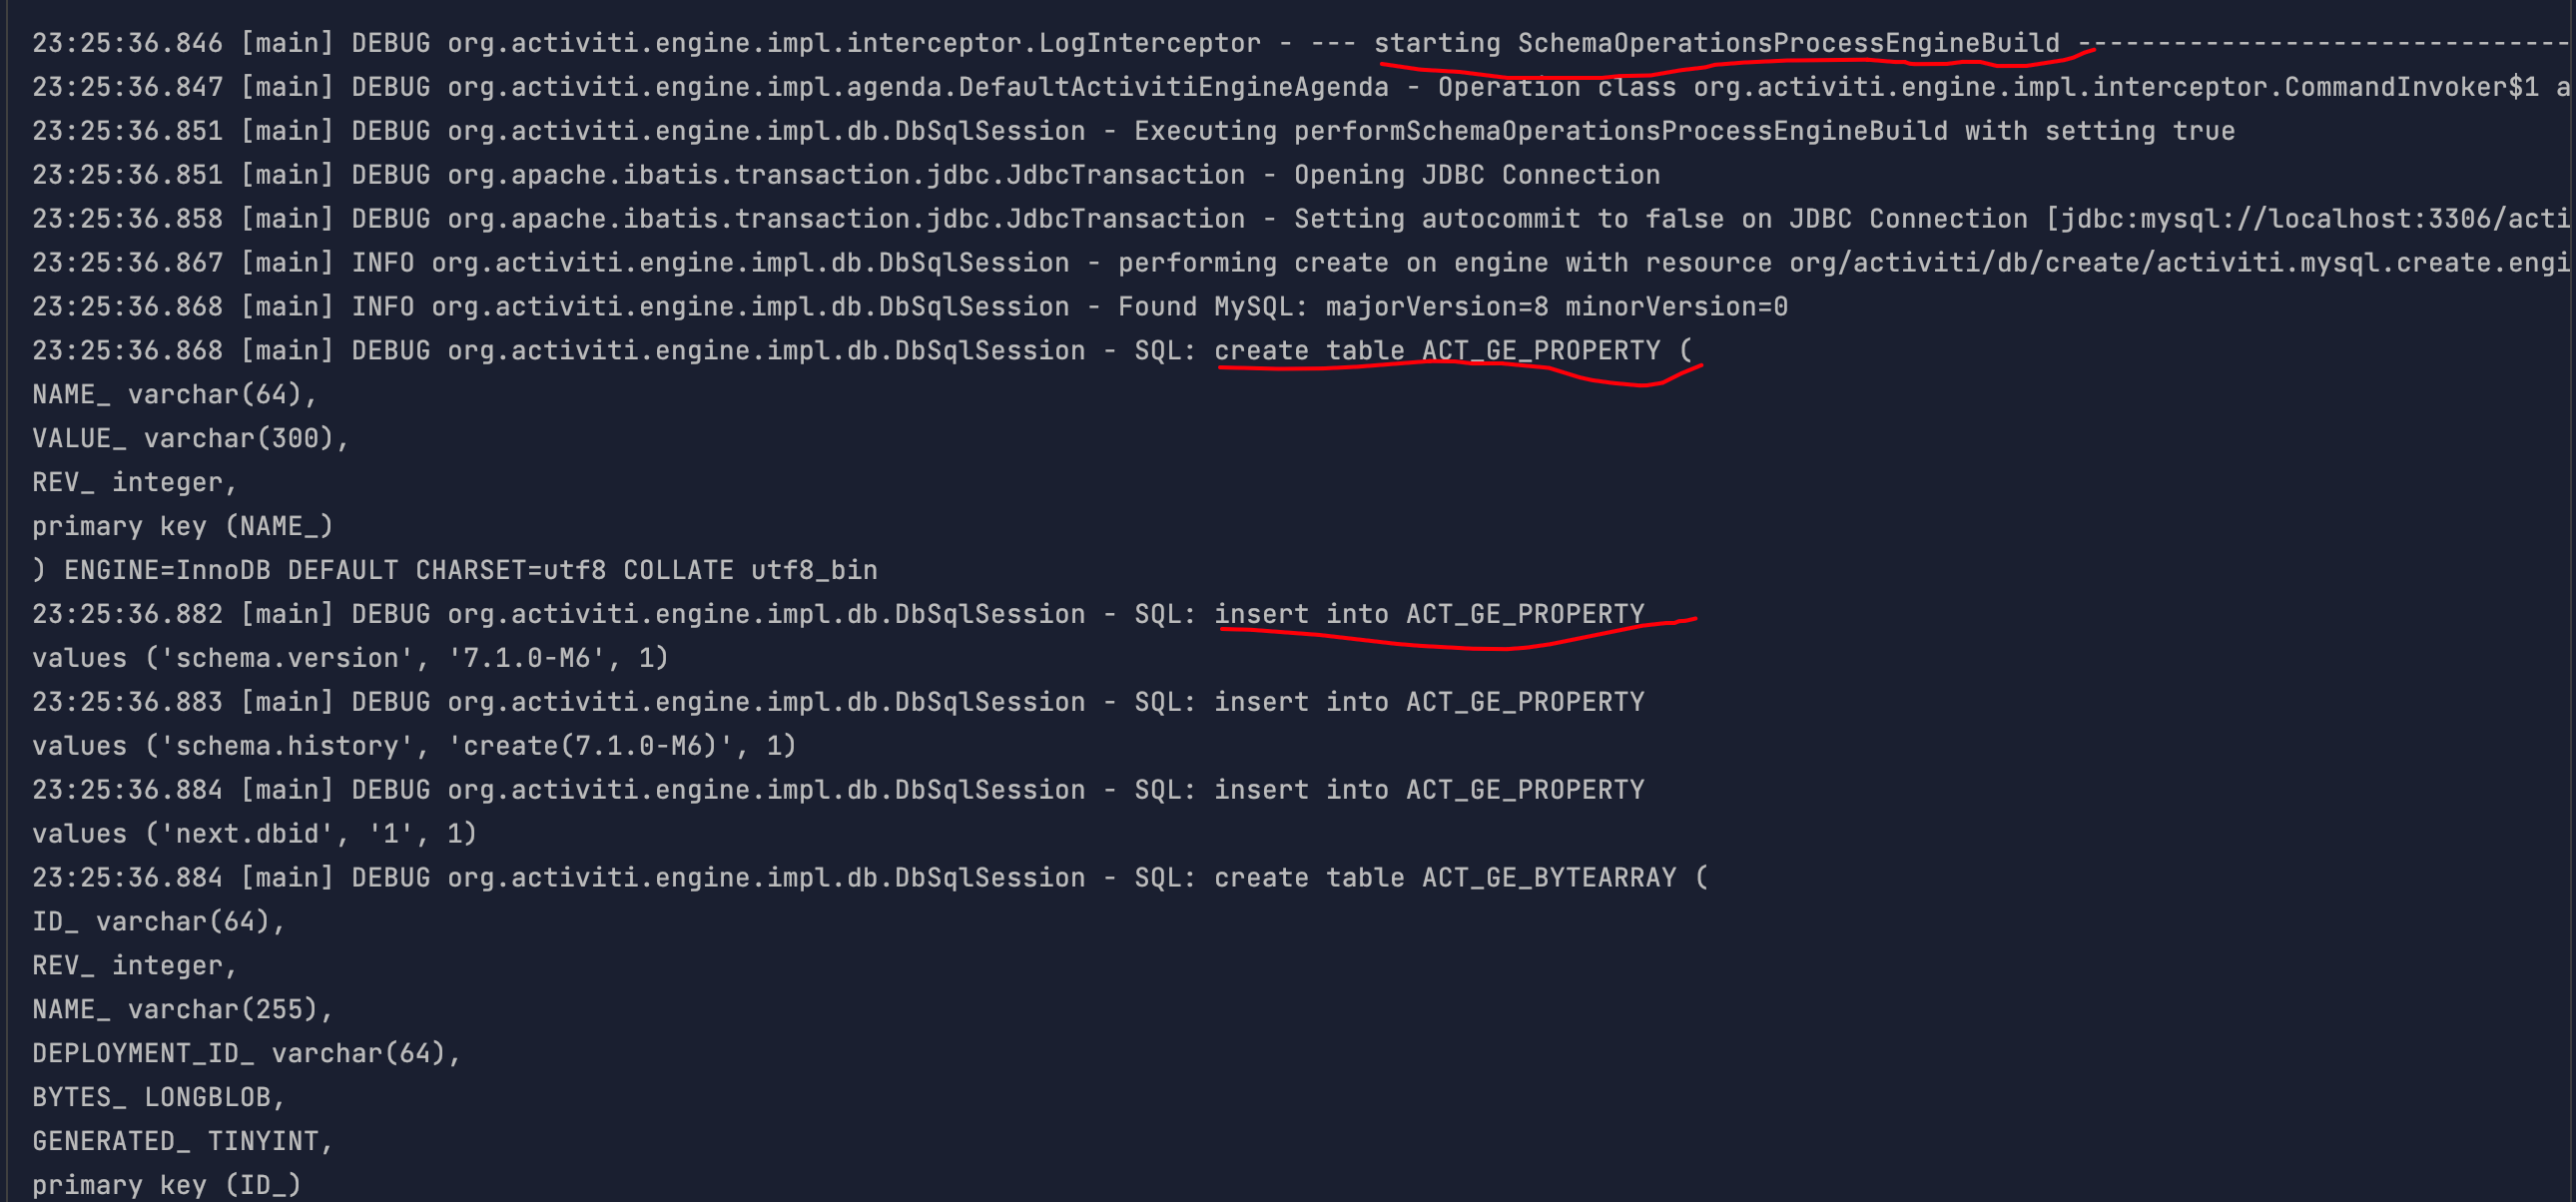 23:25:36.846 [main] DEBUG org.activiti.engine.impl.interceptor.LogInterceptor - --- starting SchemaOperationsProcessEngineBuild -------------------------------
23:25:36.847 [main] DEBUG org.activiti.engine.impl.agenda.DefaultActivitiEngineAgenda - Operation class org.activiti.engine.impl.interceptor.CommandInvoker$1 a
23:25:36.851 [main] DEBUG org.activiti.engine.impl.db.DbSqlSession - Executing performSchemaOperationsProcessEngineBuild with setting true
23:25:36.851 [main] DEBUG org.apache.ibatis.transaction.jdbc.JdbcTransaction - Opening JDBC Connection
23:25:36.858 [main] DEBUG org.apache.ibatis.transaction.jdbc.JdbcTransaction - Setting autocommit to false on JDBC Connection [jdbc:mysql://localhost:3306/acti
23:25:36.867 [main] INFO org.activiti.engine.impl.db.DbSqlSession - performing create on engine with resource org/activiti/db/create/activiti.mysql.create.engi
23:25:36.868 [main] INFO org.activiti.engine.impl.db.DbSqlSession - Found MySQL: majorVersion=8 minorVersion=0
23:25:36.868 [main] DEBUG org.activiti.engine.impl.db.DbSqlSession - SQL: create table ACT_GE_PROPERTY (
NAME_ varchar(64),
VALUE_ varchar(300),
REV_ integer,
primary key (NAME_)
) ENGINE=InnoDB DEFAULT CHARSET=utf8 COLLATE utf8_bin
23:25:36.882 [main] DEBUG org.activiti.engine.impl.db.DbSqlSession - SQL: insert into ACT_GE_PROPERTY
values ('schema.version', '7.1.0-M6', 1)
23:25:36.883 [main] DEBUG org.activiti.engine.impl.db.DbSqlSession - SQL: insert into ACT_GE_PROPERTY
values ('schema.history', 'create(7.1.0-M6)', 1)
23:25:36.884 [main] DEBUG org.activiti.engine.impl.db.DbSqlSession - SQL: insert into ACT_GE_PROPERTY
values ('next.dbid', '1', 1)
23:25:36.884 [main] DEBUG org.activiti.engine.impl.db.DbSqlSession - SQL: create table ACT_GE_BYTEARRAY (
ID_ varchar(64),
REV_ integer,
NAME_ varchar(255),
DEPLOYMENT_ID_ varchar(64),
BYTES_ LONGBLOB,
GENERATED_ TINYINT,
primary key (ID_)